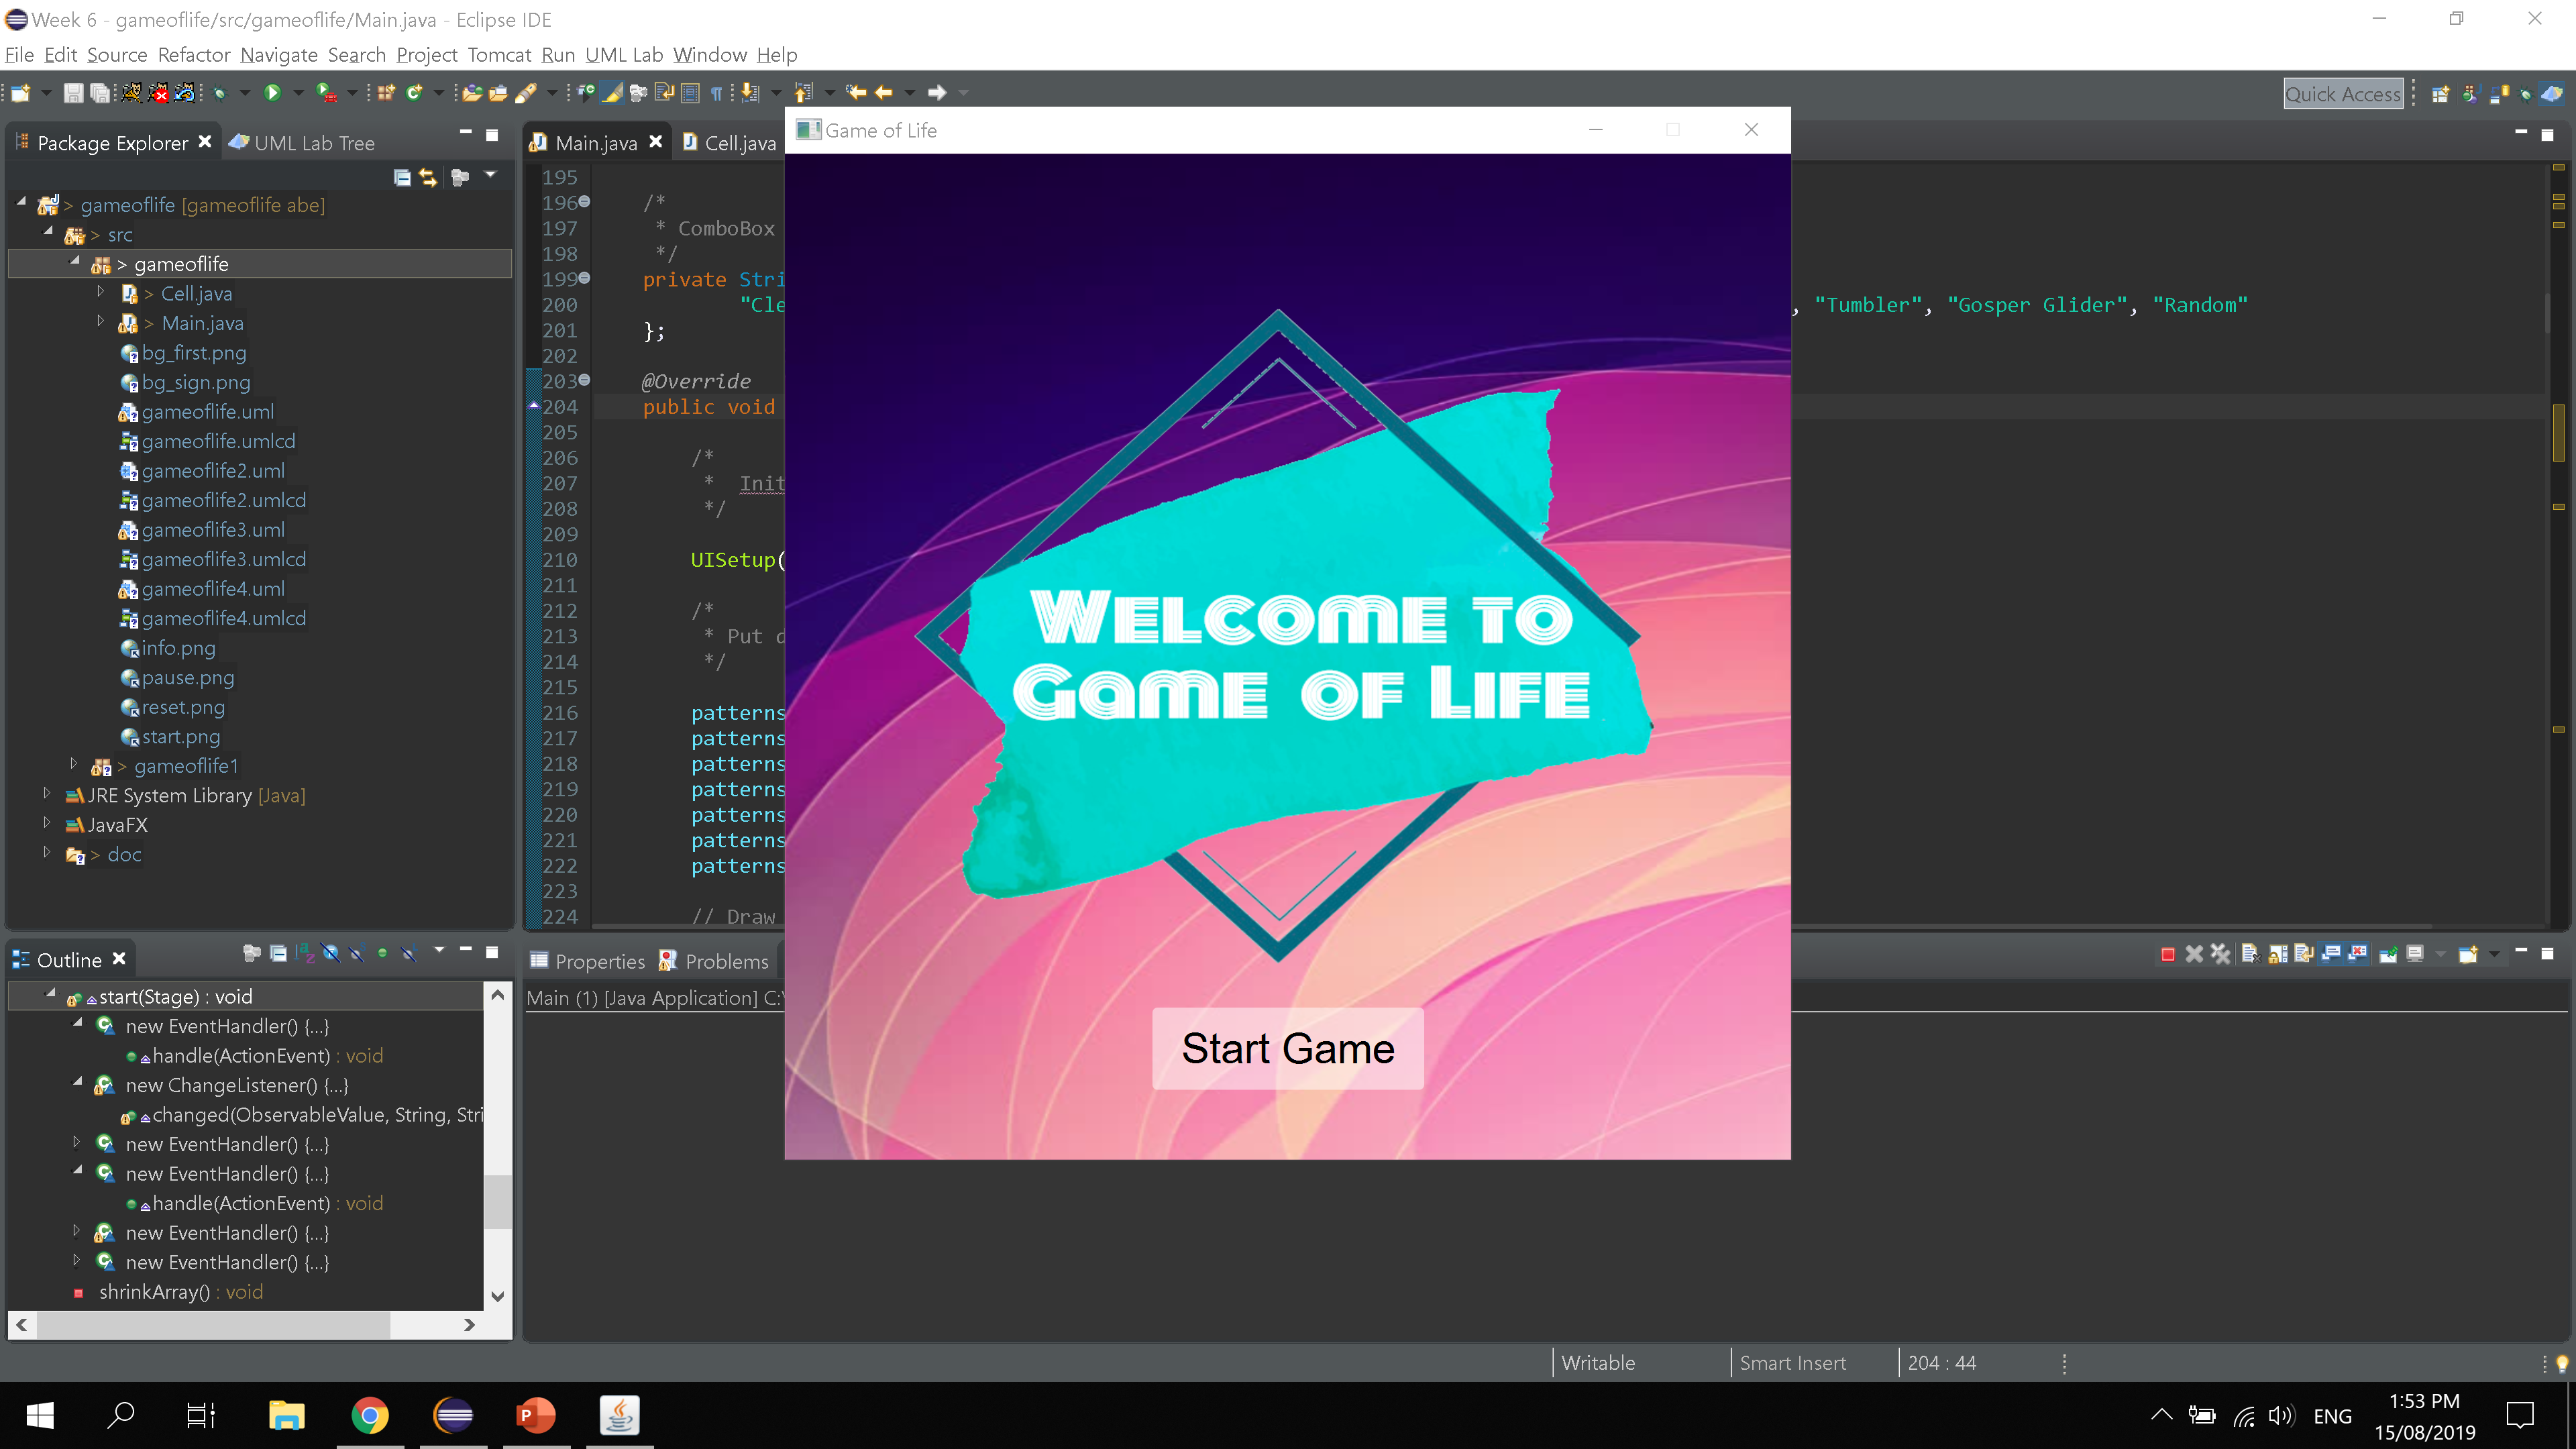 Week 6 - gameoflife/src/gameoflife/Main.java - Eclipse IDE
File Edit Source Refactor Navigate Search Project Tomcat Run UML Lab Window Help
Quick Access
Package Explorer
UML Lab Tree
> gameoflife [gameoflife abe]
> src
> gameoflife
> Cell.java
> Main.java
bg_first.png
bg_sign.png
gameoflife.uml
gameoflife.umlcd
gameoflife2.uml
gameoflife2.umlcd
gameoflife3.uml
gameoflife3.umlcd
gameoflife4.uml
gameoflife4.umlcd
info.png
pause.png
reset.png
start.png
> gameoflife1
JRE System Library [Java]
JavaFX
> doc
Main.java
Cell.java
195
196 /*
197 * ComboBox
198 */
199 private Stri
200 "Cle , "Tumbler", "Gosper Glider", "Random"
201 };
202
203 @Override
204 public void
205
206 /*
207 * Init
208 */
209
210 UISetup(
211
212 /*
213 * Put d
214 */
215
216 patterns
217 patterns
218 patterns
219 patterns
220 patterns
221 patterns
222 patterns
223
224 // Draw
Game of Life
Welcome to
Game of Life
Start Game
Outline
start(Stage) : void
new EventHandler() {...}
handle(ActionEvent) : void
new ChangeListener() {...}
changed(ObservableValue, String, Stri
new EventHandler() {...}
new EventHandler() {...}
handle(ActionEvent) : void
new EventHandler() {...}
new EventHandler() {...}
shrinkArray() : void
Properties
Problems
Main (1) [Java Application] C:\
Writable
Smart Insert
204 : 44
ENG
1:53 PM
15/08/2019